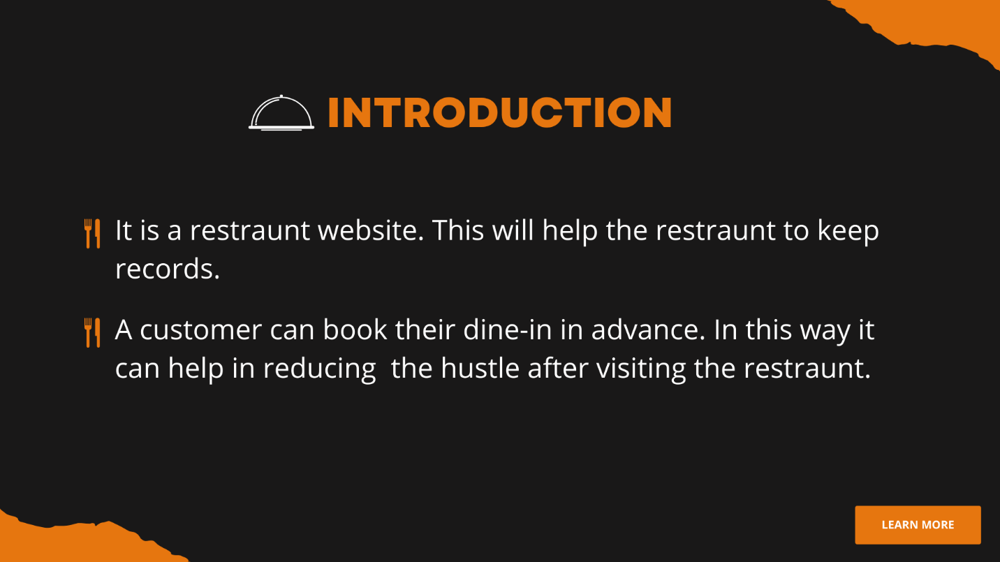 INTRODUCTION
It is a restraunt website. This will help the restraunt to keep
records.
A customer can book their dine-in in advance. In this way it
can help in reducing  the hustle after visiting the restraunt.
LEARN MORE